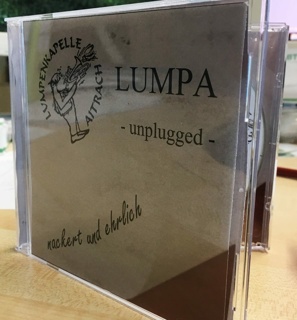 LUMPENKAPELLE
AITRACH
LUMPA
- unplugged -
nackert und ehrlich